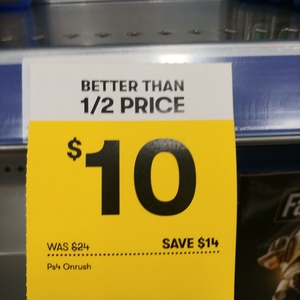 BETTER THAN
1/2 PRICE
$10
WAS $24 SAVE $14
Ps4 Onrush